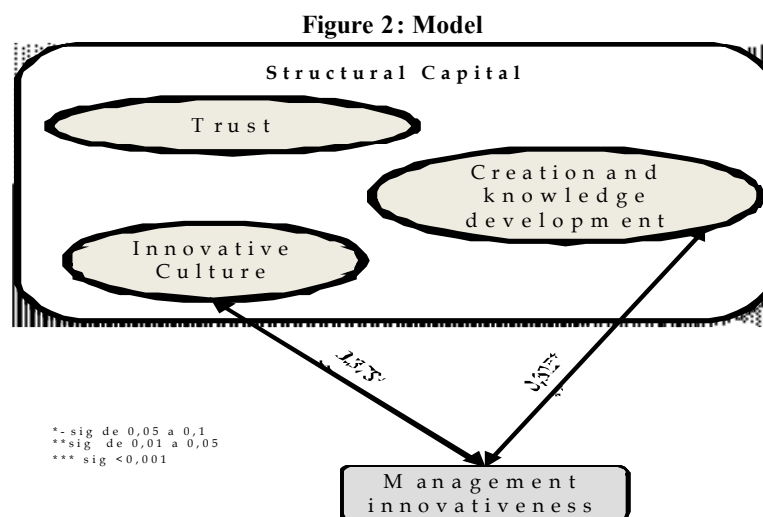 Figure 2: Model
Structural Capital
Trust
Creation and
knowledge
development
Innovative
Culture
*- sig de 0,05 a 0,1
**sig de 0,01 a 0,05
*** sig <0,001
Management
innovativeness